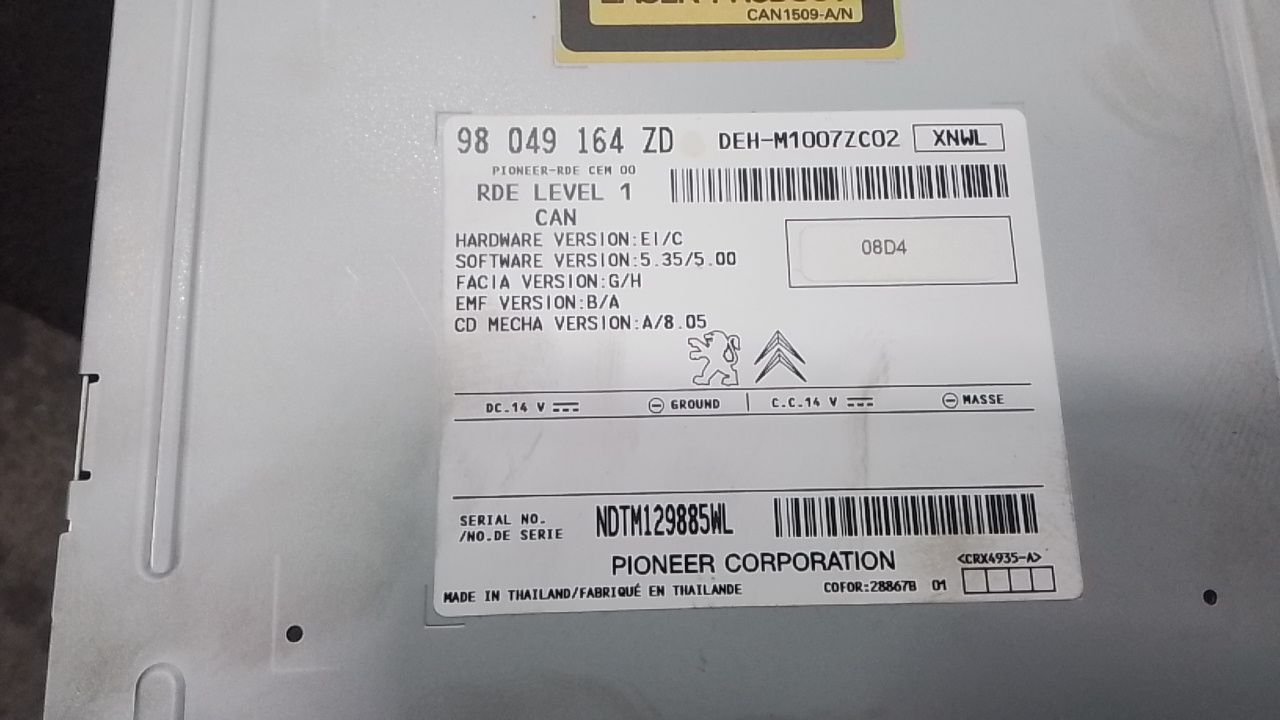 CAN1509-A/N
98 049 164 ZD DEH-M1007ZC02 XNWL
PIONEER-RDE CEM 00
RDE LEVEL 1
CAN
HARDWARE VERSION:EI/C
SOFTWARE VERSION:5.35/5.00
08D4
FACIA VERSION:G/H
EMF VERSION:B/A
CD MECHA VERSION:A/8.05
DC.14 V GROUND C.C.14 V MASSE
SERIAL NO.
/NO.DE SERIE NDTM129885WL
PIONEER CORPORATION <CRX4935-A>
MADE IN THAILAND/FABRIQUÉ EN THAILANDE COFOR:28867B 01